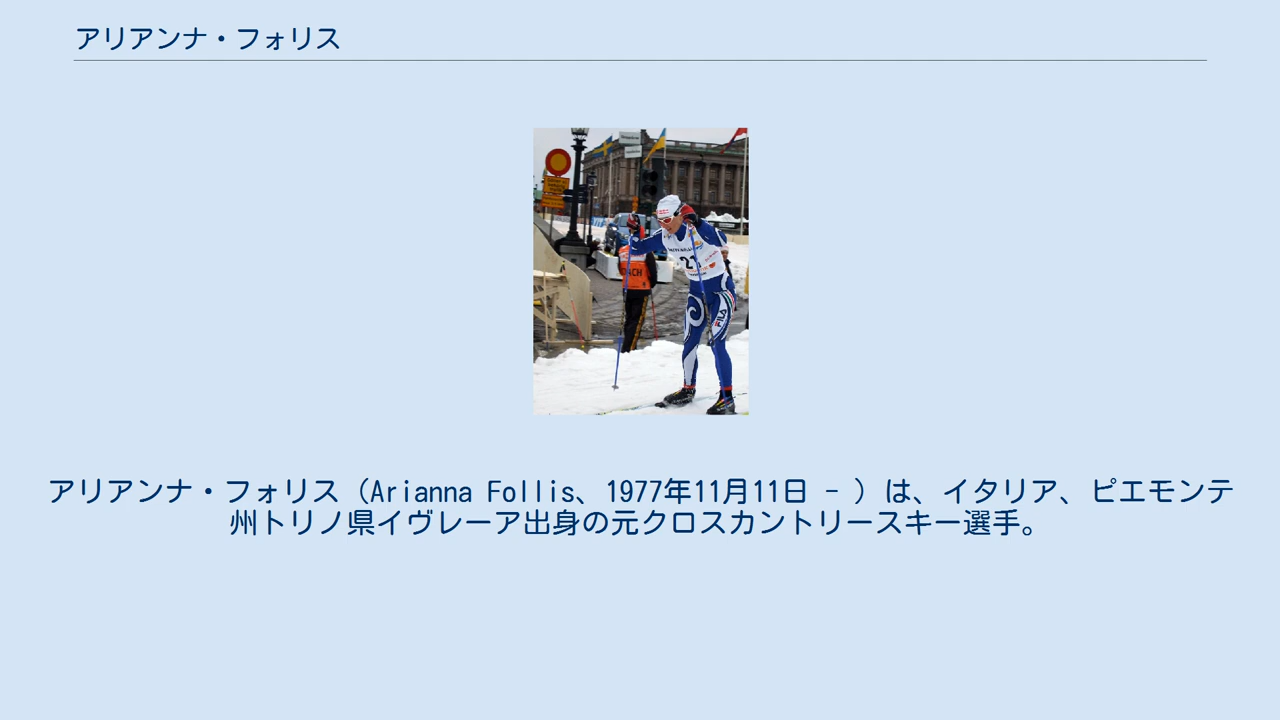 アリアンナ・フォリス
21
FILA
アリアンナ・フォリス（Arianna Follis、1977年11月11日 - ）は、イタリア、ピエモンテ
州トリノ県イヴレーア出身の元クロスカントリースキー選手。